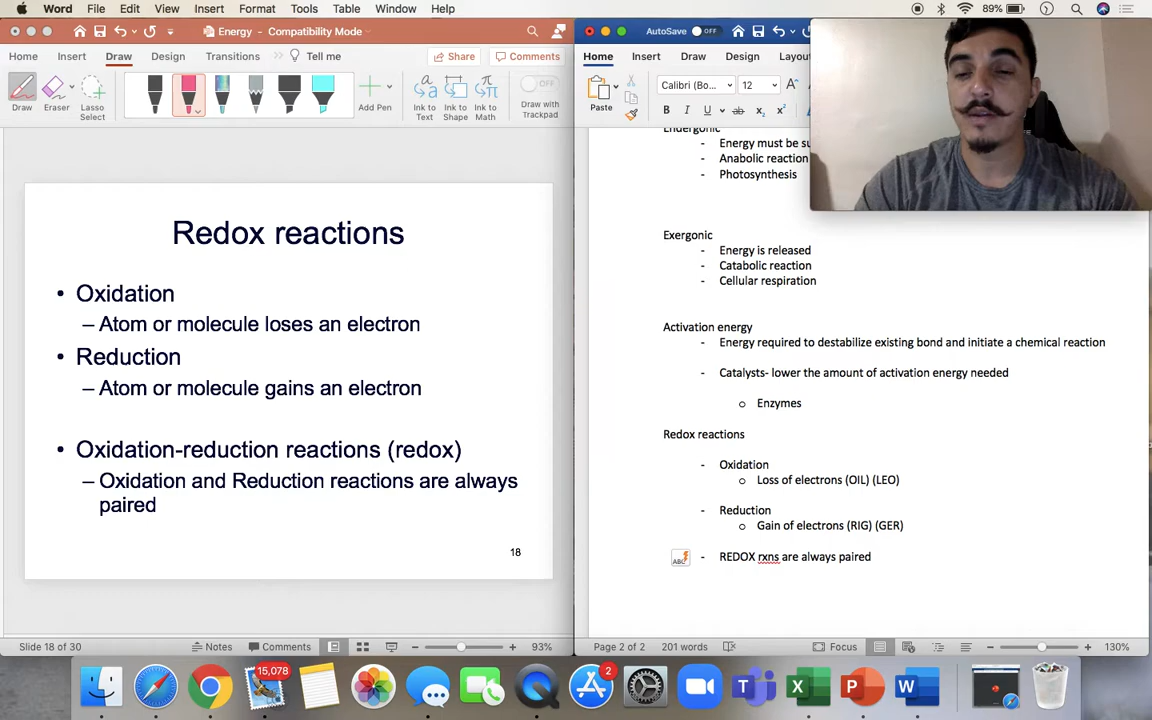 Word File Edit View Insert Format Tools Table Window Help 89%
Energy - Compatibility Mode
AutoSave OFF
Home Insert Draw Design Transitions Tell me Share Comments
Home Insert Draw Design
Draw Eraser Lasso Select Add Pen Ink to Text Ink to Shape Ink to Math OFF Draw with Trackpad
Paste Calibri (Bo... 12
Redox reactions
• Oxidation
– Atom or molecule loses an electron
• Reduction
– Atom or molecule gains an electron
• Oxidation-reduction reactions (redox)
– Oxidation and Reduction reactions are always
paired
18
Endergonic
- Energy must be
- Anabolic reaction
- Photosynthesis
Exergonic
- Energy is released
- Catabolic reaction
- Cellular respiration
Activation energy
- Energy required to destabilize existing bond and initiate a chemical reaction
- Catalysts- lower the amount of activation energy needed
o Enzymes
Redox reactions
- Oxidation
o Loss of electrons (OIL) (LEO)
- Reduction
o Gain of electrons (RIG) (GER)
- REDOX rxns are always paired
Slide 18 of 30 Notes Comments 93%
Page 2 of 2 201 words Focus 130%
15,078
2